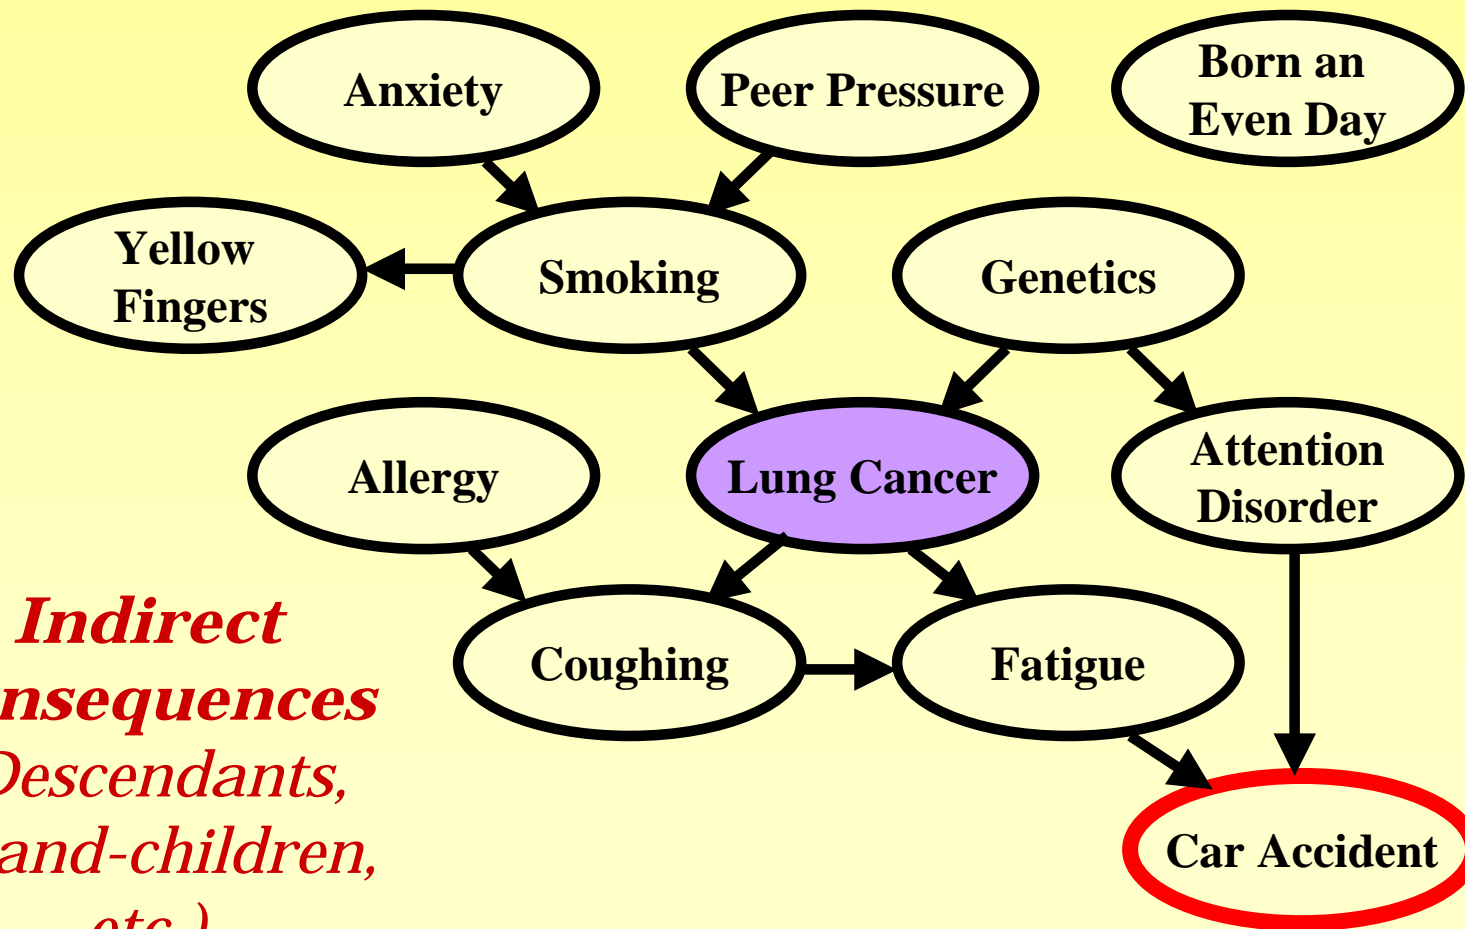 Anxiety
Peer Pressure
Born an
Even Day
Yellow
Fingers
Smoking
Genetics
Allergy
Lung Cancer
Attention
Disorder
Indirect
nsequences
Descendants,
and-children,
etc.)
Coughing
Fatigue
Car Accident